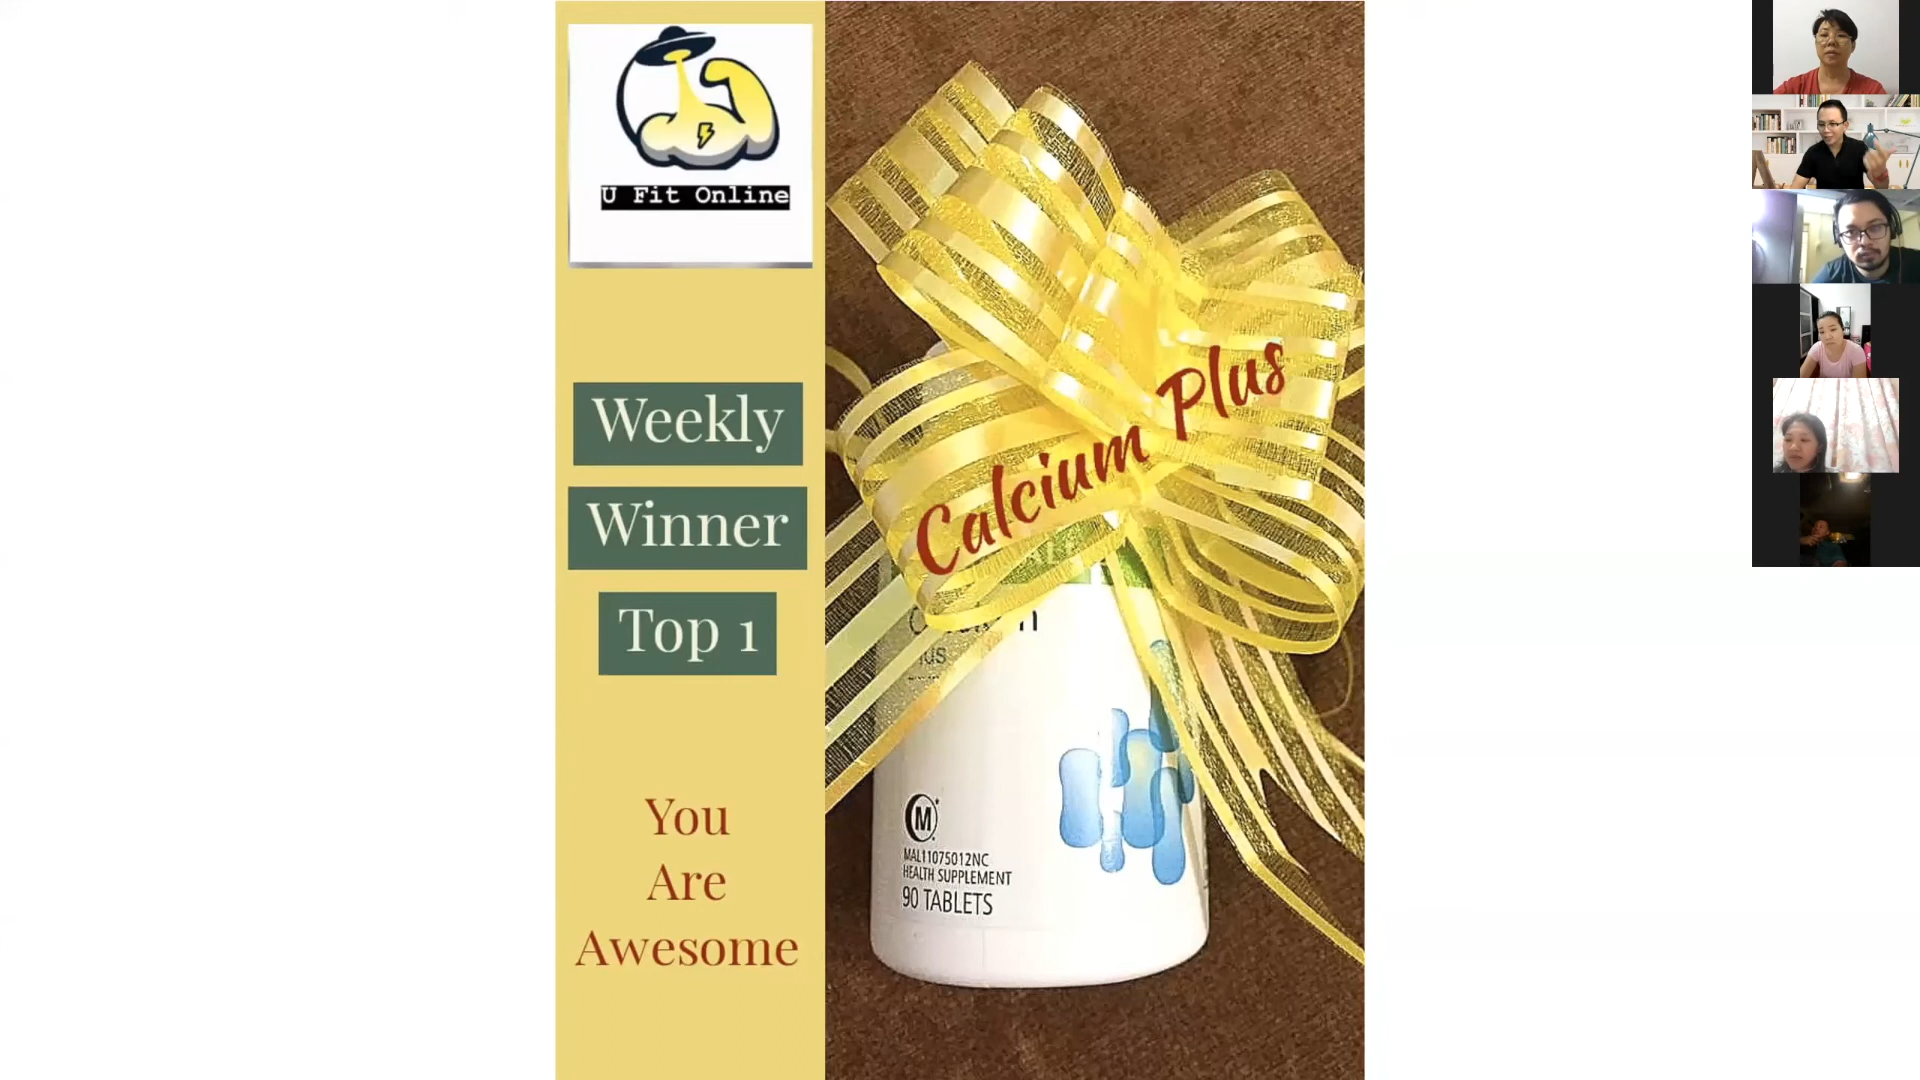 U Fit Online
Weekly
Winner
Top 1
You
Are
Awesome
Calcium Plus
M
MAL11075012NC
HEALTH SUPPLEMENT
90 TABLETS